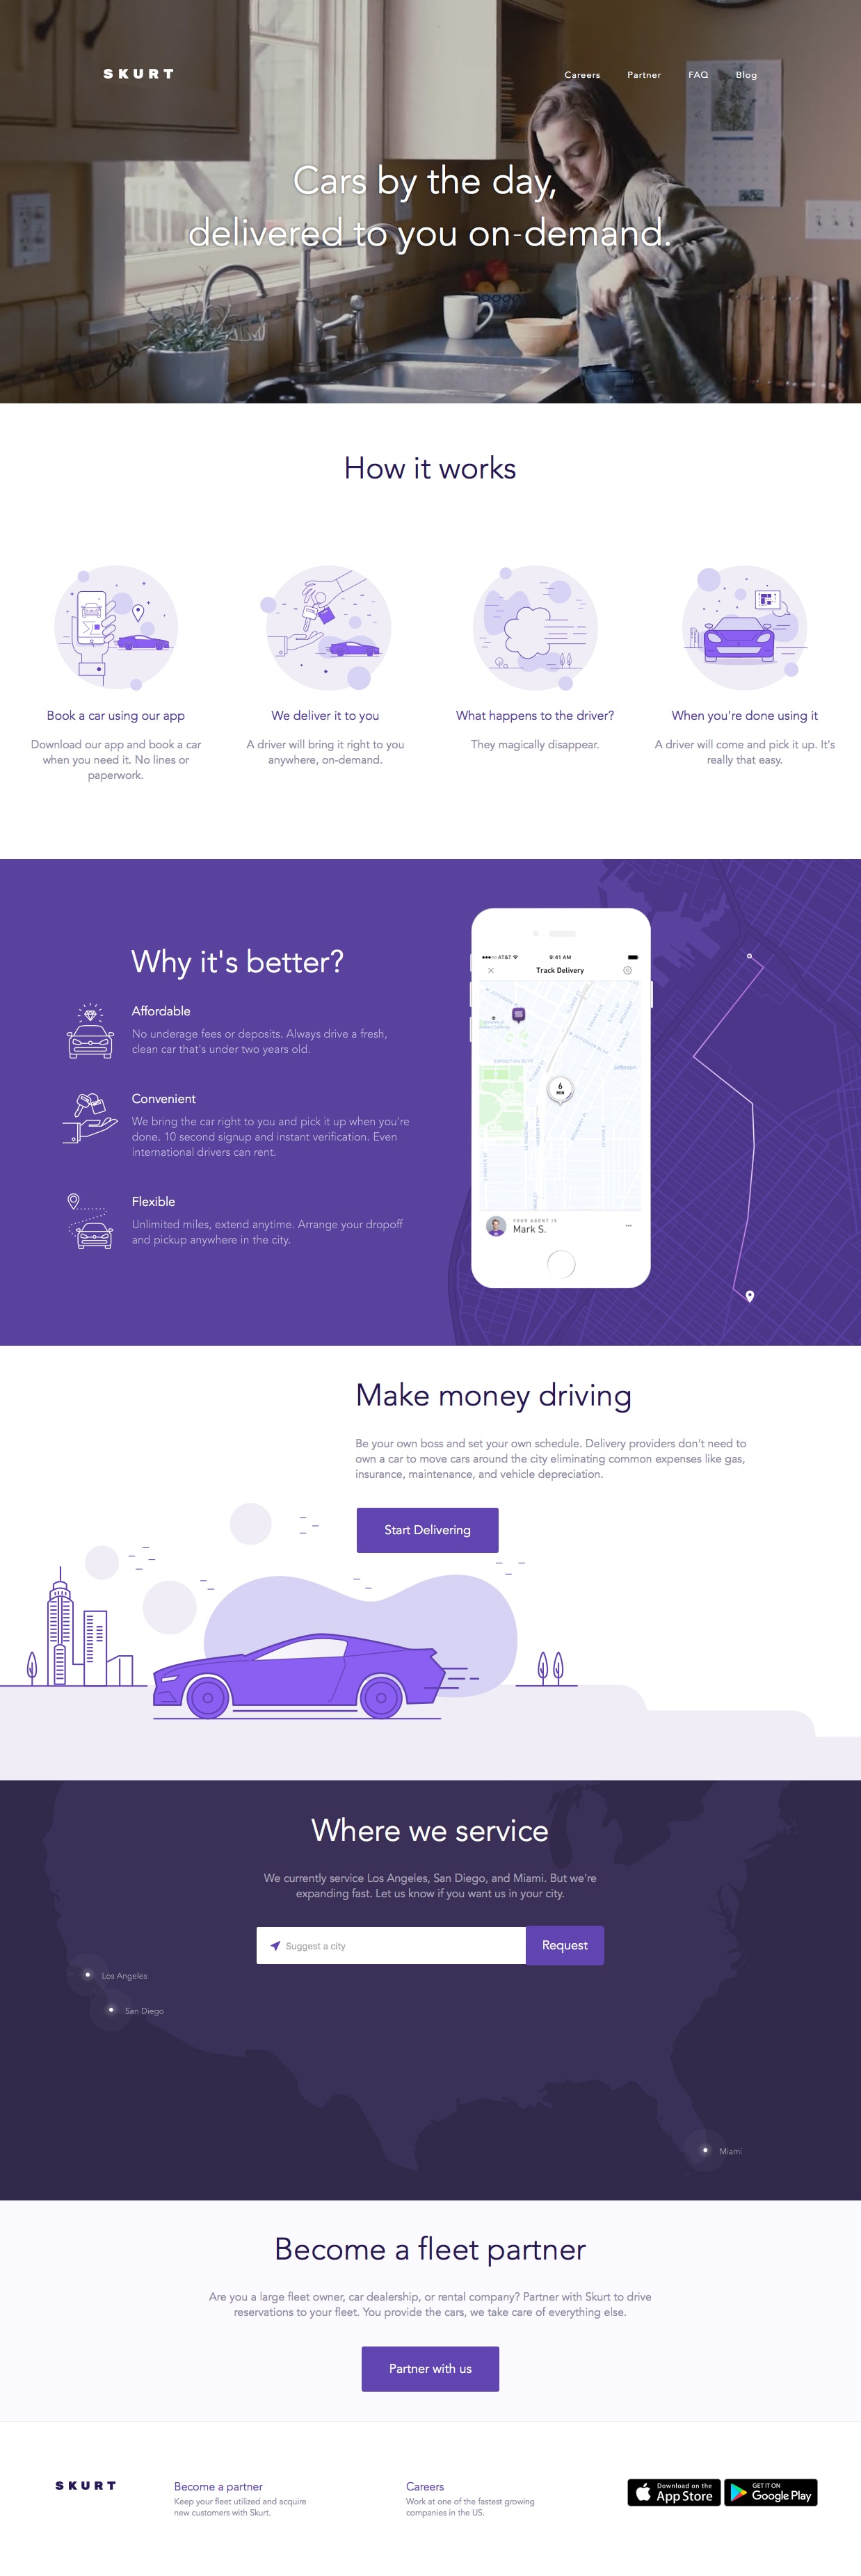 SKURT
Careers
Partner
FAQ
Blog
Cars by the day,
delivered to you on-demand.
How it works
Book a car using our app
Download our app and book a car
when you need it. No lines or
paperwork.
We deliver it to you
A driver will bring it right to you
anywhere, on-demand.
What happens to the driver?
They magically disappear.
When you're done using it
A driver will come and pick it up. It's
really that easy.
Why it's better?
Affordable
No underage fees or deposits. Always drive a fresh,
clean car that's under two years old.
Convenient
We bring the car right to you and pick it up when you're
done. 10 second signup and instant verification. Even
international drivers can rent.
Flexible
Unlimited miles, extend anytime. Arrange your dropoff
and pickup anywhere in the city.
AT&T
9:41 AM
Track Delivery
EXPOSITION BLVD
Jefferson
6
MIN
YOUR AGENT IS
Mark S.
Make money driving
Be your own boss and set your own schedule. Delivery providers don't need to
own a car to move cars around the city eliminating common expenses like gas,
insurance, maintenance, and vehicle depreciation.
Start Delivering
Where we service
We currently service Los Angeles, San Diego, and Miami. But we're
expanding fast. Let us know if you want us in your city.
Suggest a city
Request
Los Angeles
San Diego
Miami
Become a fleet partner
Are you a large fleet owner, car dealership, or rental company? Partner with Skurt to drive
reservations to your fleet. You provide the cars, we take care of everything else.
Partner with us
SKURT
Become a partner
Keep your fleet utilized and acquire
new customers with Skurt.
Careers
Work at one of the fastest growing
companies in the US.
Download on the
App Store
GET IT ON
Google Play